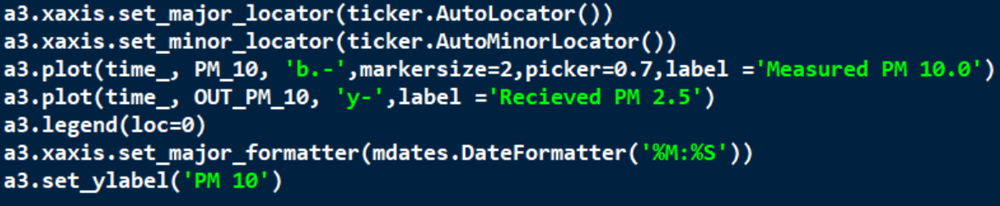 a3.xaxis.set_major_locator(ticker.AutoLocator())
a3.xaxis.set_minor_locator(ticker.AutoMinorLocator())
a3.plot(time_, PM_10, 'b.-',markersize=2,picker=0.7,label ='Measured PM 10.0')
a3.plot(time_, OUT_PM_10, 'y-',label ='Recieved PM 2.5')
a3.legend(loc=0)
a3.xaxis.set_major_formatter(mdates.DateFormatter('%M:%S'))
a3.set_ylabel('PM 10')